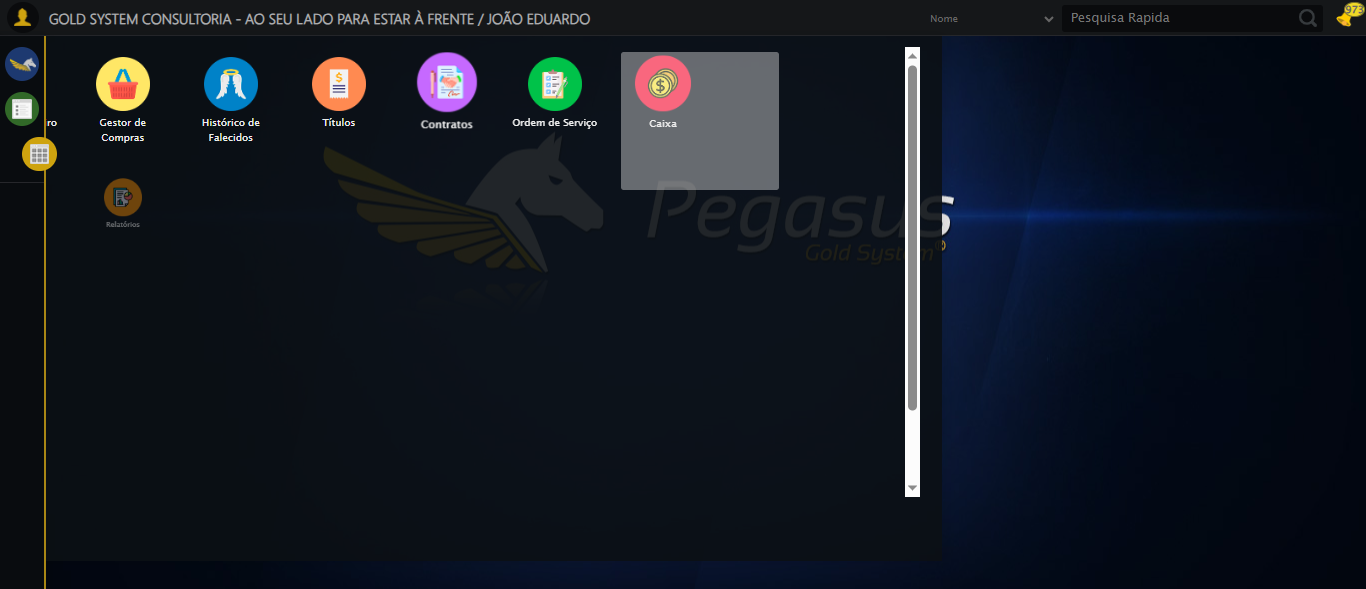 GOLD SYSTEM CONSULTORIA - AO SEU LADO PARA ESTAR À FRENTE / JOÃO EDUARDO
Nome
Pesquisa Rapida
973
ro
Gestor de
Compras
Histórico de
Falecidos
Títulos
Contratos
Ordem de Serviço
Caixa
Relatórios
Pegasus
Gold System®